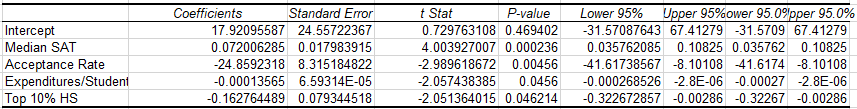 Coefficients Standard Error t Stat P-value Lower 95% Upper 95% ower 95.0% pper 95.0%
Intercept 17.92095587 24.55722367 0.729763108 0.469402 -31.57087643 67.41279 -31.5709 67.41279
Median SAT 0.072006285 0.017983915 4.003927007 0.000236 0.035762085 0.10825 0.035762 0.10825
Acceptance Rate -24.8592318 8.315184822 -2.989618672 0.00456 -41.61738567 -8.10108 -41.6174 -8.10108
Expenditures/Student -0.00013565 6.59314E-05 -2.057438385 0.0456 -0.000268526 -2.8E-06 -0.00027 -2.8E-06
Top 10% HS -0.162764489 0.079344518 -2.051364015 0.046214 -0.322672857 -0.00286 -0.32267 -0.00286